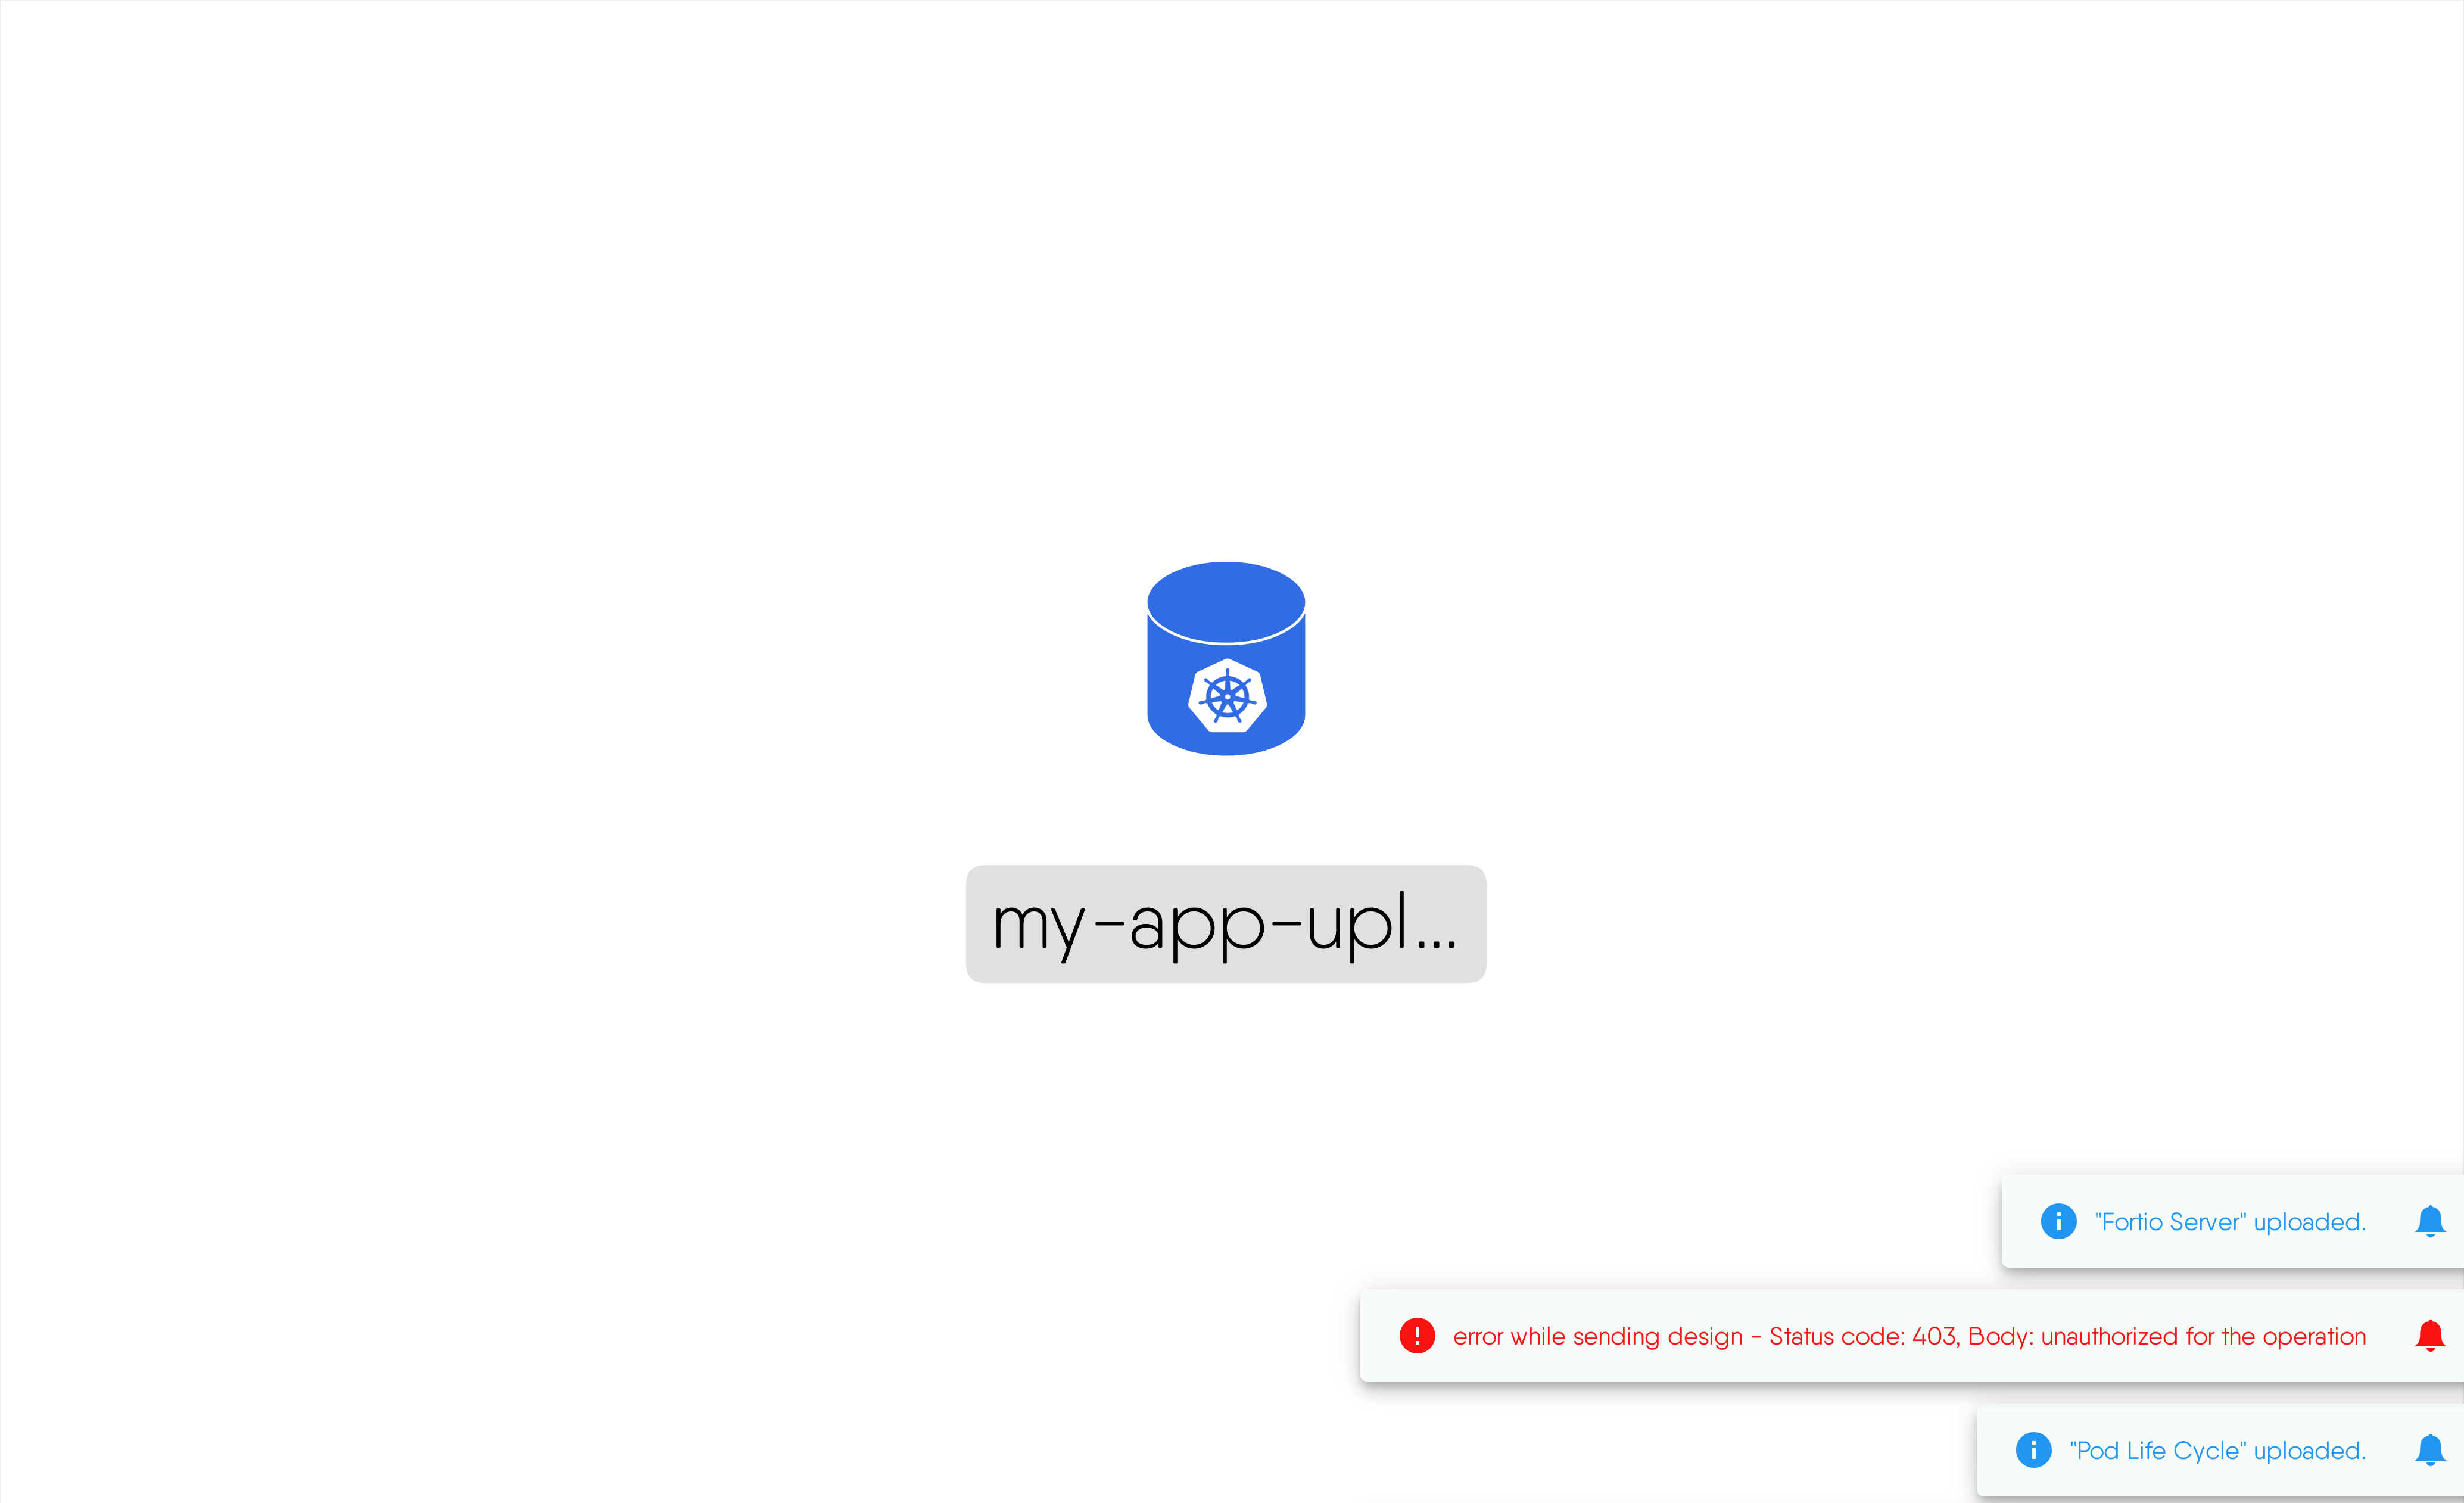 my-app-upl...
"Fortio Server" uploaded.
error while sending design - Status code: 403, Body: unauthorized for the operation
"Pod Life Cycle" uploaded.